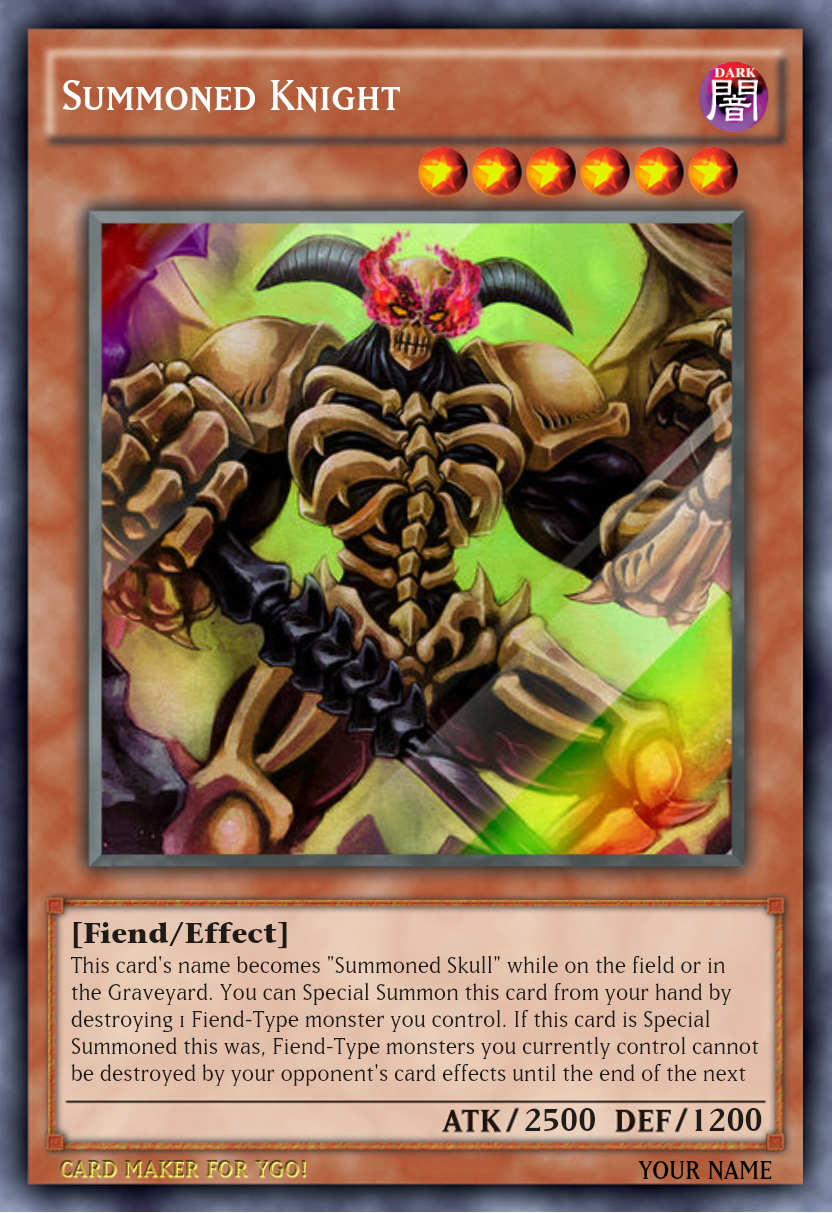 Summoned Knight
DARK
闇
[Fiend/Effect]
This card's name becomes "Summoned Skull" while on the field or in
the Graveyard. You can Special Summon this card from your hand by
destroying 1 Fiend-Type monster you control. If this card is Special
Summoned this was, Fiend-Type monsters you currently control cannot
be destroyed by your opponent's card effects until the end of the next
ATK/2500 DEF/1200
CARD MAKER FOR YGO!
YOUR NAME